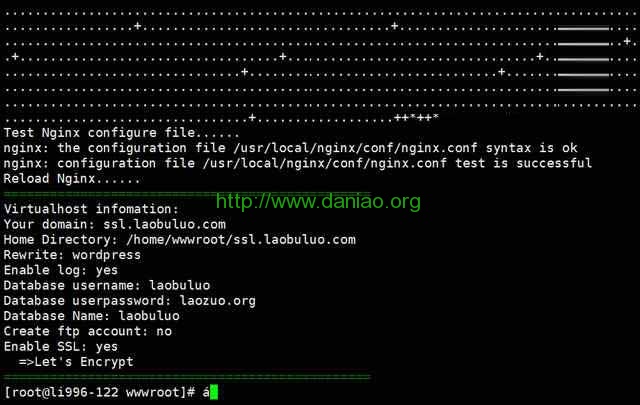 ..............................................................................
.................+.................................+...............................
..................................................................................+.
.+...................................+.................................+..
...............................+.................................+...............
..............................................................................
..............................................................................
................................+..................++*++*
Test Nginx configure file......
nginx: the configuration file /usr/local/nginx/conf/nginx.conf syntax is ok
nginx: configuration file /usr/local/nginx/conf/nginx.conf test is successful
Reload Nginx......
================================================
http://www.daniao.org
Virtualhost infomation:
Your domain: ssl.laobuluo.com
Home Directory: /home/wwwroot/ssl.laobuluo.com
Rewrite: wordpress
Enable log: yes
Database username: laobuluo
Database userpassword: laozuo.org
Database Name: laobuluo
Create ftp account: no
Enable SSL: yes
  =>Let's Encrypt
================================================
[root@li996-122 wwwroot]# á